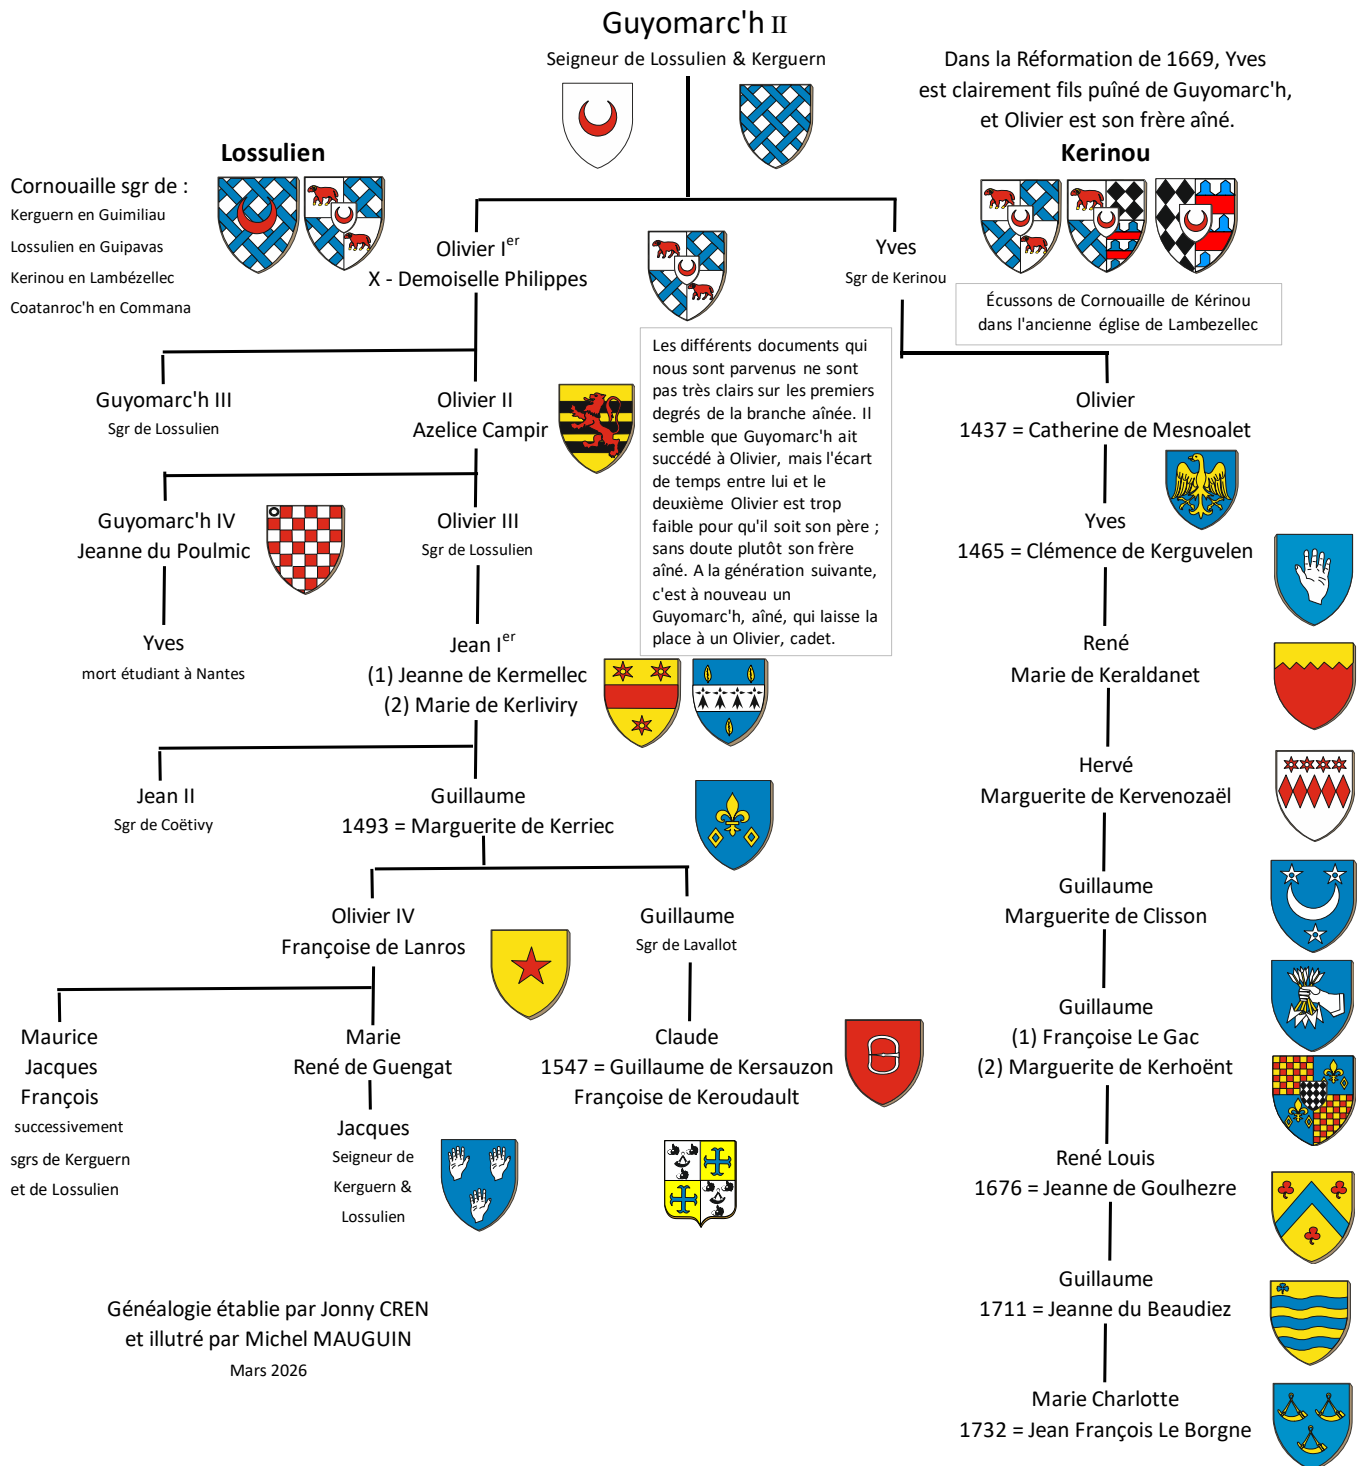 Guyomarc'h II
Seigneur de Lossulien & Kerguern
Dans la Réformation de 1669, Yves
est clairement fils puîné de Guyomarc'h,
et Olivier est son frère aîné.
Lossulien
Kerinou
Cornouaille sgr de :
Kerguern en Guimiliau
Lossulien en Guipavas
Kerinou en Lambézellec
Coatanroc'h en Commana
Olivier Ier
X - Demoiselle Philippes
Yves
Sgr de Kerinou
Écussons de Cornouaille de Kérinou
dans l'ancienne église de Lambezellec
Les différents documents qui
nous sont parvenus ne sont
pas très clairs sur les premiers
degrés de la branche aînée. Il
semble que Guyomarc'h ait
succédé à Olivier, mais l'écart
de temps entre lui et le
deuxième Olivier est trop
faible pour qu'il soit son père ;
sans doute plutôt son frère
aîné. A la génération suivante,
c'est à nouveau un
Guyomarc'h, aîné, qui laisse la
place à un Olivier, cadet.
Guyomarc'h III
Sgr de Lossulien
Olivier II
Azelice Campir
Olivier
1437 = Catherine de Mesnoalet
Guyomarc'h IV
Jeanne du Poulmic
Olivier III
Sgr de Lossulien
Yves
1465 = Clémence de Kerguvelen
Yves
mort étudiant à Nantes
Jean Ier
(1) Jeanne de Kermellec
(2) Marie de Kerliviry
René
Marie de Keraldanet
Jean II
Sgr de Coëtivy
Guillaume
1493 = Marguerite de Kerriec
Hervé
Marguerite de Kervenozaël
Olivier IV
Françoise de Lanros
Guillaume
Sgr de Lavallot
Guillaume
Marguerite de Clisson
Maurice
Jacques
François
successivement
sgrs de Kerguern
et de Lossulien
Marie
René de Guengat
Jacques
Seigneur de
Kerguern &
Lossulien
Claude
1547 = Guillaume de Kersauzon
Françoise de Keroudault
Guillaume
(1) Françoise Le Gac
(2) Marguerite de Kerhoënt
René Louis
1676 = Jeanne de Goulhezre
Guillaume
1711 = Jeanne du Beaudiez
Marie Charlotte
1732 = Jean François Le Borgne
Généalogie établie par Jonny CREN
et illutré par Michel MAUGUIN
Mars 2026